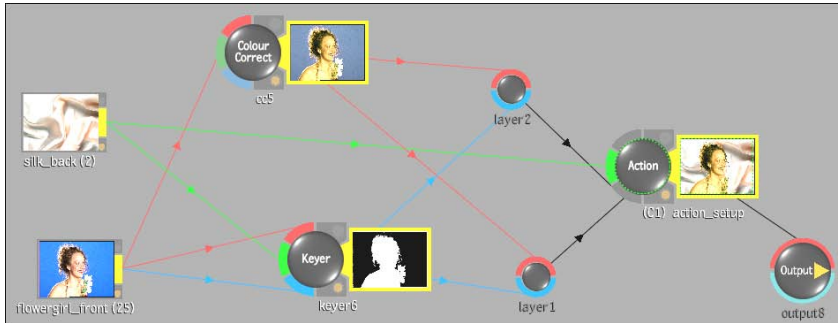 Colour
Correct
cc5
layer2
silk_back (2)
Action
(C1) action_setup
Keyer
keyer6
flowergirl_front (25)
layer1
Output
output8